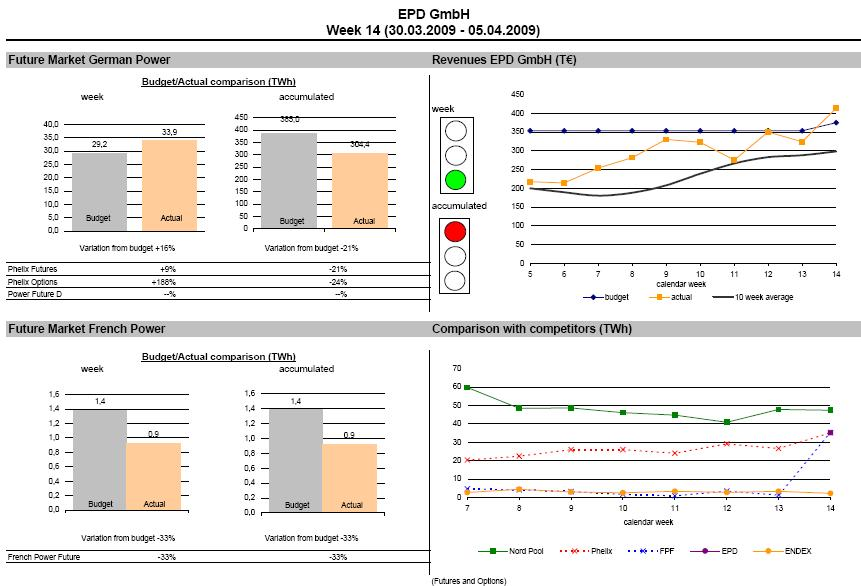 EPD GmbH
Week 14 (30.03.2009 - 05.04.2009)
Future Market German Power
Budget/Actual comparison (TWh)
week
accumulated
40,0
35,0
30,0
25,0
20,0
15,0
10,0
5,0
0,0
29,2
33,9
Budget
Actual
450
400
350
300
250
200
150
100
50
0
385,0
304,4
Budget
Actual
Variation from budget +16%
Variation from budget -21%
Phelix Futures +9% -21%
Phelix Options +188% -24%
Power Future D --% --%
Revenues EPD GmbH (T€)
week
accumulated
450
400
350
300
250
200
150
100
50
0
5 6 7 8 9 10 11 12 13 14
calendar week
budget actual 10 week average
Future Market French Power
Budget/Actual comparison (TWh)
week
accumulated
1,6
1,4
1,2
1,0
0,8
0,6
0,4
0,2
0,0
1,4
0,9
Budget
Actual
1,6
1,4
1,2
1,0
0,8
0,6
0,4
0,2
0,0
1,4
0,9
Budget
Actual
Variation from budget -33%
Variation from budget -33%
French Power Future -33% -33%
Comparison with competitors (TWh)
70
60
50
40
30
20
10
0
7 8 9 10 11 12 13 14
calendar week
Nord Pool Phelix FPF EPD ENDEX
(Futures and Options)